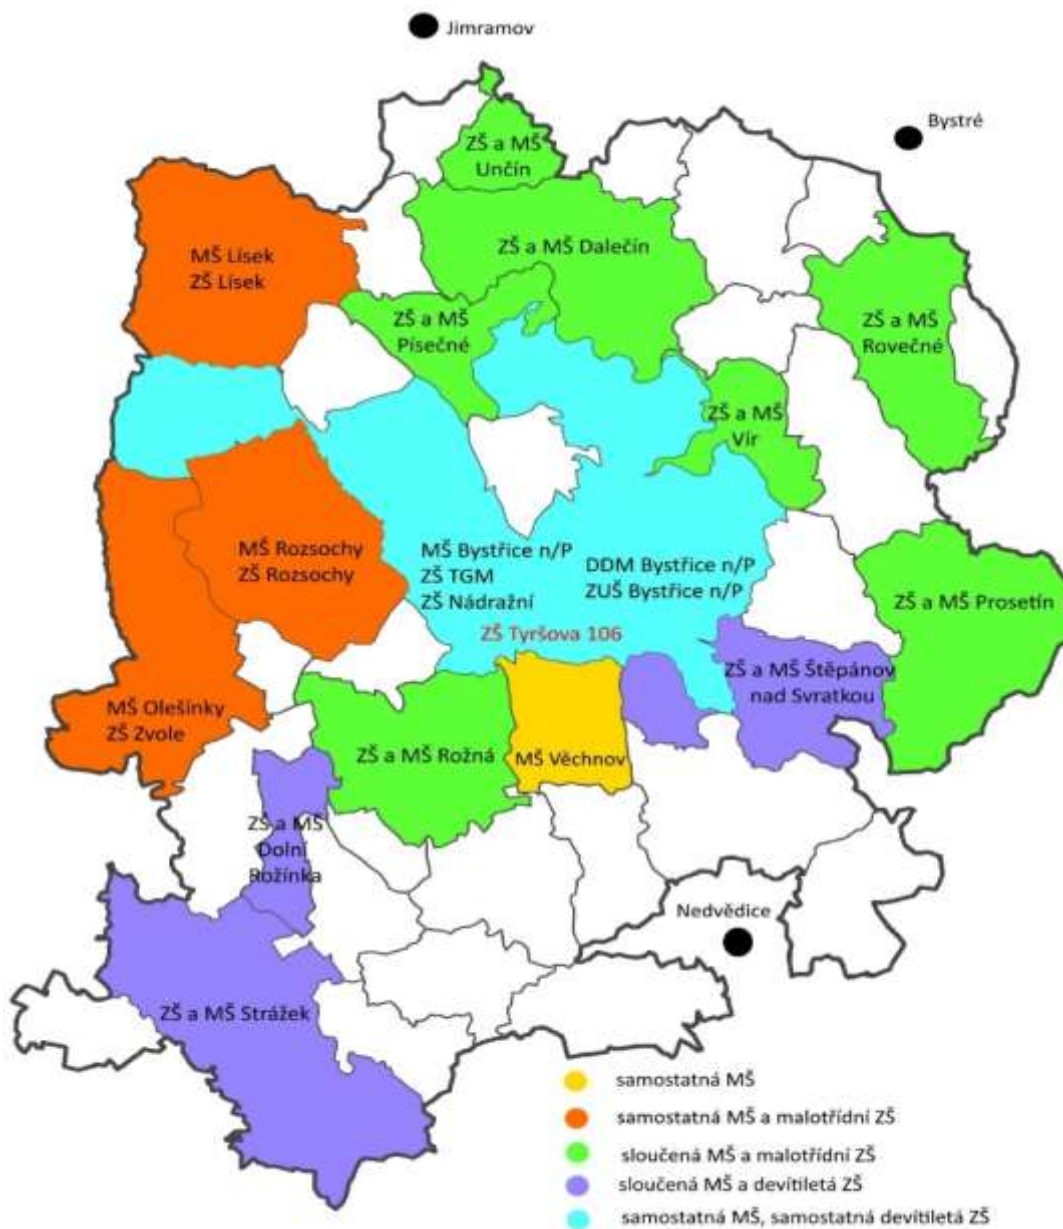 Jimramov
Bystré
ZŠ a MŠ
Unčín
MŠ Lísek
ZŠ Lísek
ZŠ a MŠ Dalečín
ZŠ a MŠ
Písečné
ZŠ a MŠ
Rovečné
ZŠ a MŠ
Vír
MŠ Rozsochy
ZŠ Rozsochy
MŠ Bystřice n/P
ZŠ TGM
ZŠ Nádražní
DDM Bystřice n/P
ZUŠ Bystřice n/P
ZŠ Tyršova 106
ZŠ a MŠ Prosetín
ZŠ a MŠ Štěpánov
nad Svratkou
MŠ Olešínky
ZŠ Zvole
ZŠ a MŠ Rožná
MŠ Věchnov
ZŠ a MŠ
Dolní
Rožínka
Nedvědice
ZŠ a MŠ Strážek
samostatná MŠ
samostatná MŠ a malotřídní ZŠ
sloučená MŠ a malotřídní ZŠ
sloučená MŠ a devítiletá ZŠ
samostatná MŠ, samostatná devítiletá ZŠ